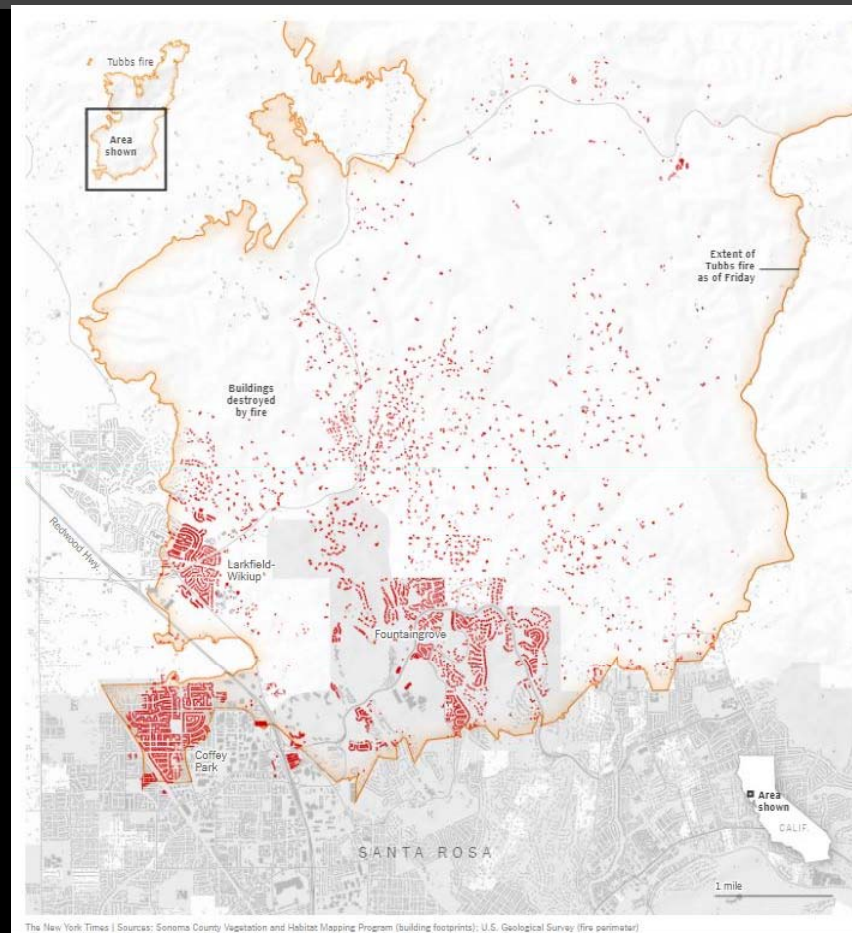 Tubbs fire
Area
shown
Extent of
Tubbs fire
as of Friday
Buildings
destroyed
by fire
Redwood Hwy.
Larkfield-
Wikiup
Fountaingrove
Coffey
Park
Area
shown
CALIF.
SANTA ROSA
1 mile
The New York Times | Sources: Sonoma County Vegetation and Habitat Mapping Program (building footprints); U.S. Geological Survey (fire perimeter)